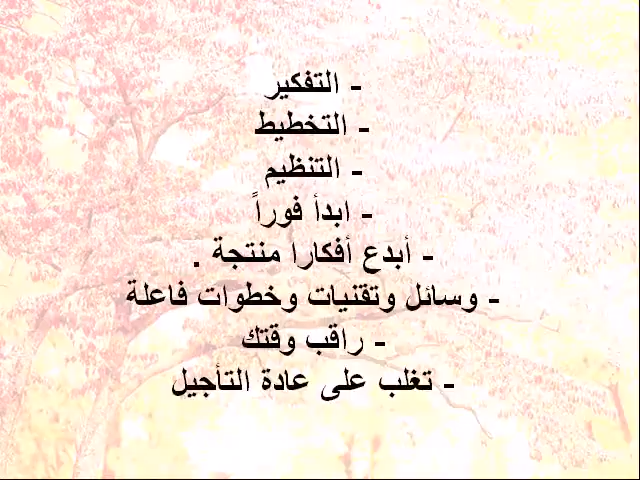 - التفكير
- التخطيط
- التنظيم
- ابدأ فوراً
- أبدع أفكارا منتجة .
- وسائل وتقنيات وخطوات فاعلة
- راقب وقتك
- تغلب على عادة التأجيل